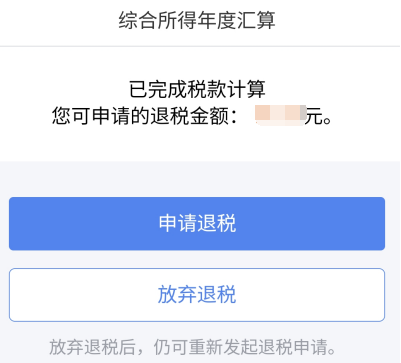 综合所得年度汇算
已完成税款计算
您可申请的退税金额： 元。
申请退税
放弃退税
放弃退税后，仍可重新发起退税申请。